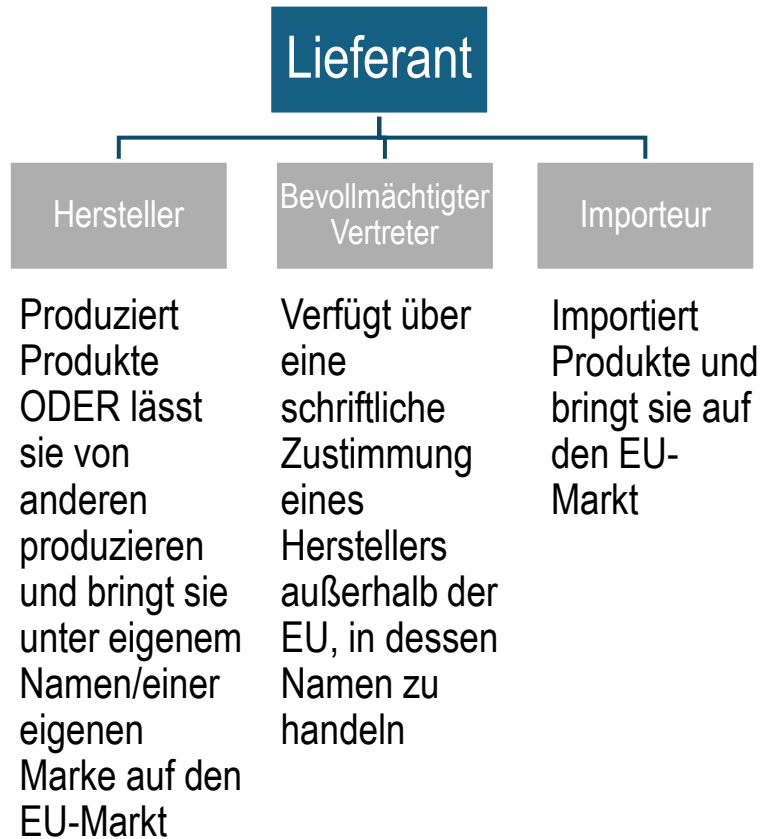 Lieferant
Hersteller
Bevollmächtigter
Vertreter
Importeur
Produziert
Produkte
ODER lässt
sie von
anderen
produzieren
und bringt sie
unter eigenem
Namen/einer
eigenen
Marke auf den
EU-Markt
Verfügt über
eine
schriftliche
Zustimmung
eines
Herstellers
außerhalb der
EU, in dessen
Namen zu
handeln
Importiert
Produkte und
bringt sie auf
den EU-
Markt